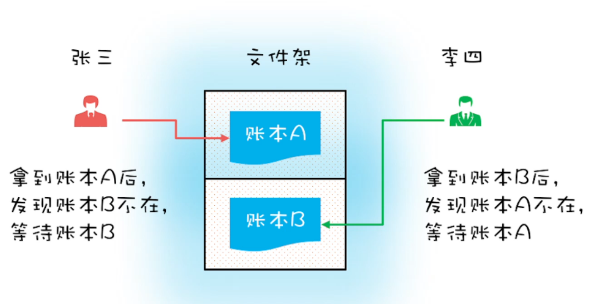 张三
文件架
李四
账本A
拿到账本A后，
发现账本B不在，
等待账本B
账本B
拿到账本B后，
发现账本A不在，
等待账本A